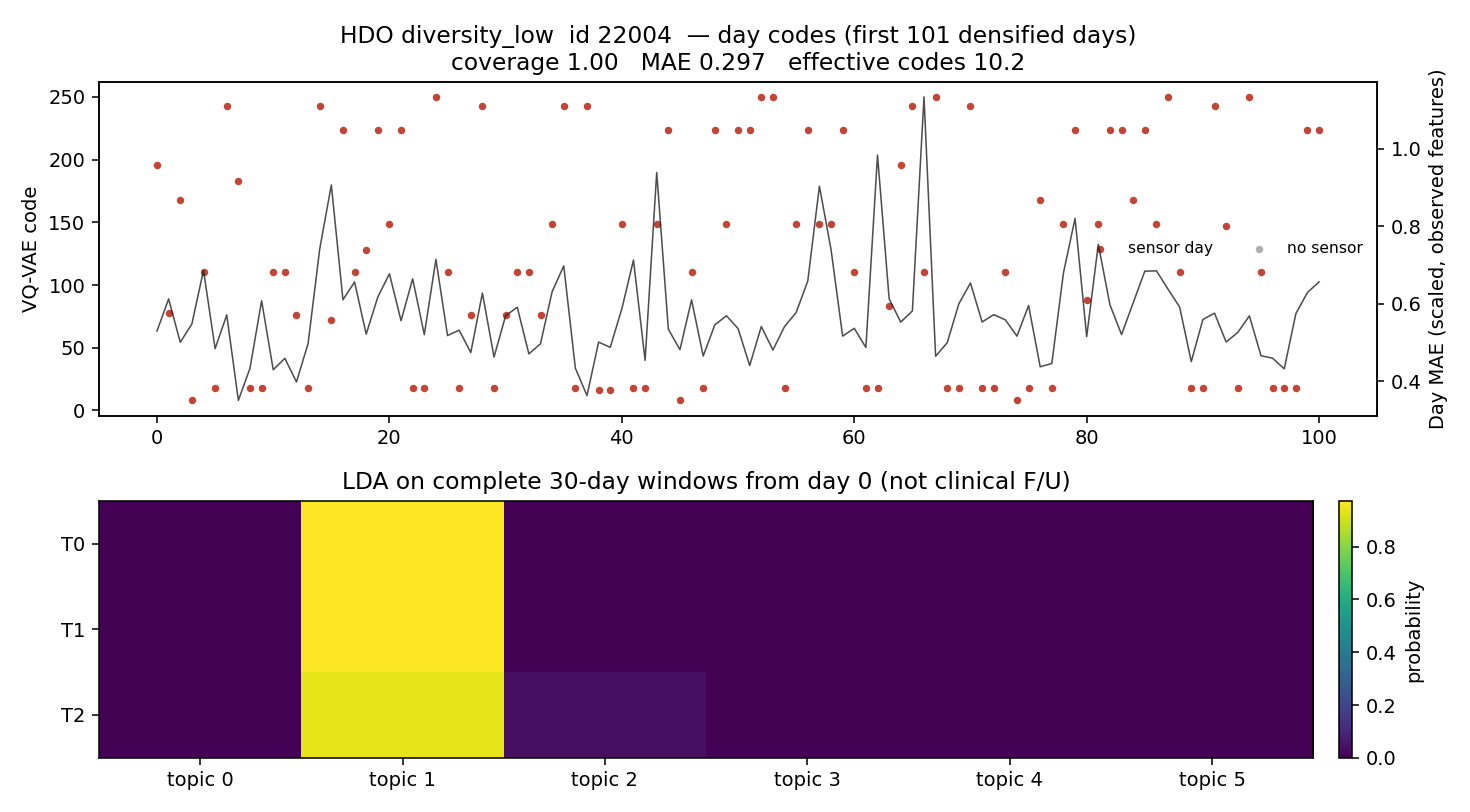 HDO diversity_low  id 22004  — day codes (first 101 densified days)
coverage 1.00   MAE 0.297   effective codes 10.2
VQ-VAE code
250
200
150
100
50
0
0
20
40
60
80
100
sensor day
no sensor
1.0
0.8
0.6
0.4
Day MAE (scaled, observed features)
LDA on complete 30-day windows from day 0 (not clinical F/U)
T0
T1
T2
topic 0
topic 1
topic 2
topic 3
topic 4
topic 5
0.8
0.6
0.4
0.2
0.0
probability